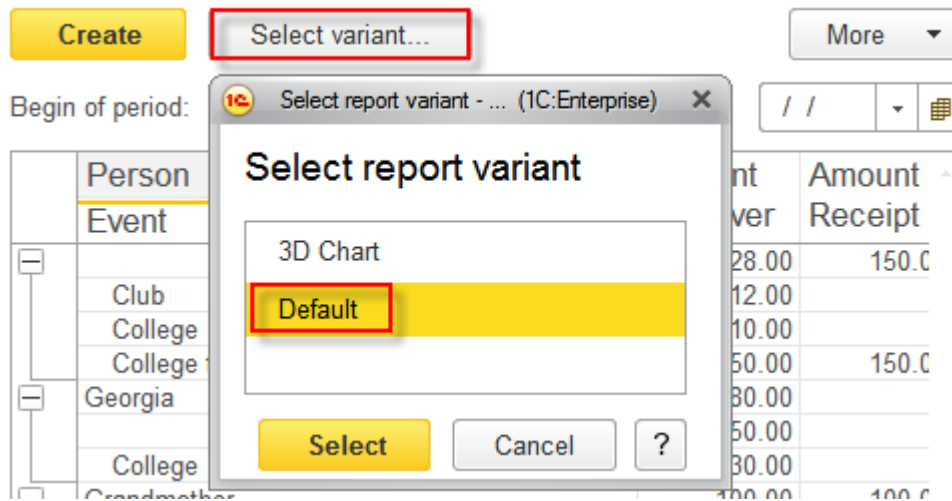 Create Select variant... More
Begin of period: / /
1C Select report variant - ... (1C:Enterprise)
Select report variant
3D Chart
Default
Select Cancel ?
Person Amount
Event Receipt
28.00 150.0
Club 12.00
College 10.00
College 50.00 150.0
Georgia 80.00
50.00
College 30.00